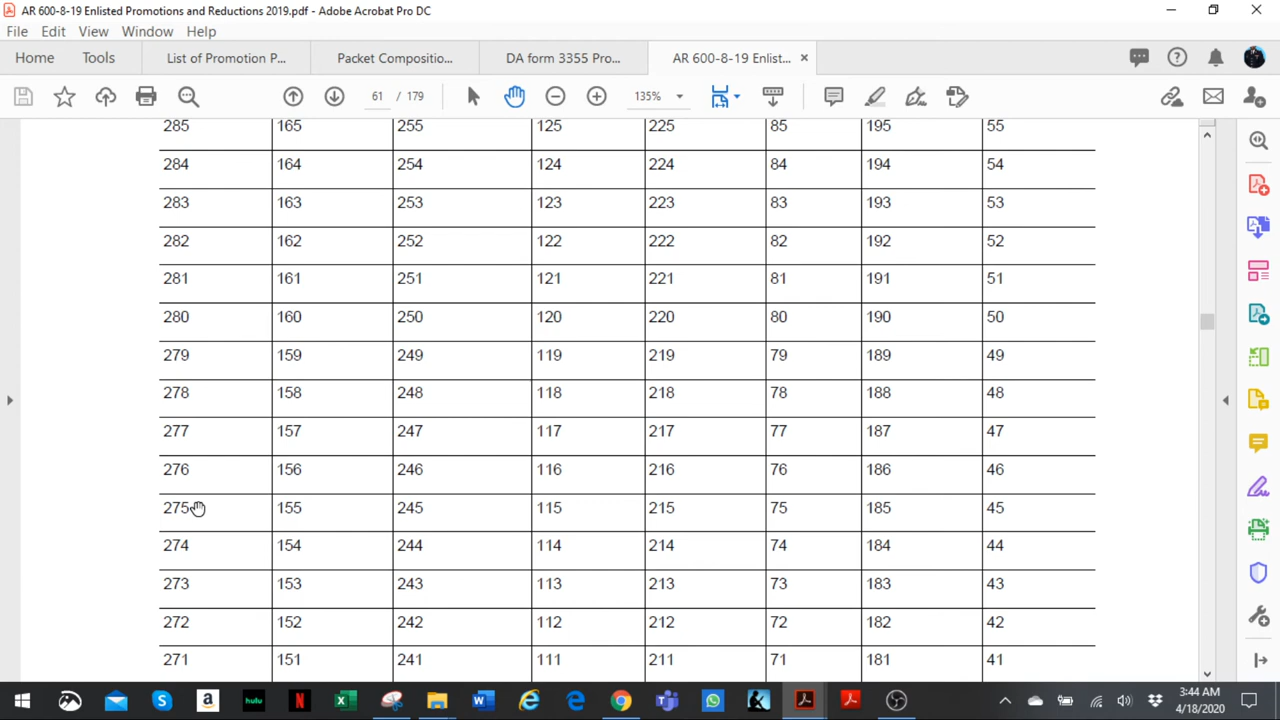 AR 600-8-19 Enlisted Promotions and Reductions 2019.pdf - Adobe Acrobat Pro DC
File Edit View Window Help
Home Tools List of Promotion P... Packet Compositio... DA form 3355 Pro... AR 600-8-19 Enlist...
61 / 179 135%
285 165 255 125 225 85 195 55
284 164 254 124 224 84 194 54
283 163 253 123 223 83 193 53
282 162 252 122 222 82 192 52
281 161 251 121 221 81 191 51
280 160 250 120 220 80 190 50
279 159 249 119 219 79 189 49
278 158 248 118 218 78 188 48
277 157 247 117 217 77 187 47
276 156 246 116 216 76 186 46
275 155 245 115 215 75 185 45
274 154 244 114 214 74 184 44
273 153 243 113 213 73 183 43
272 152 242 112 212 72 182 42
271 151 241 111 211 71 181 41
hulu
3:44 AM
4/18/2020